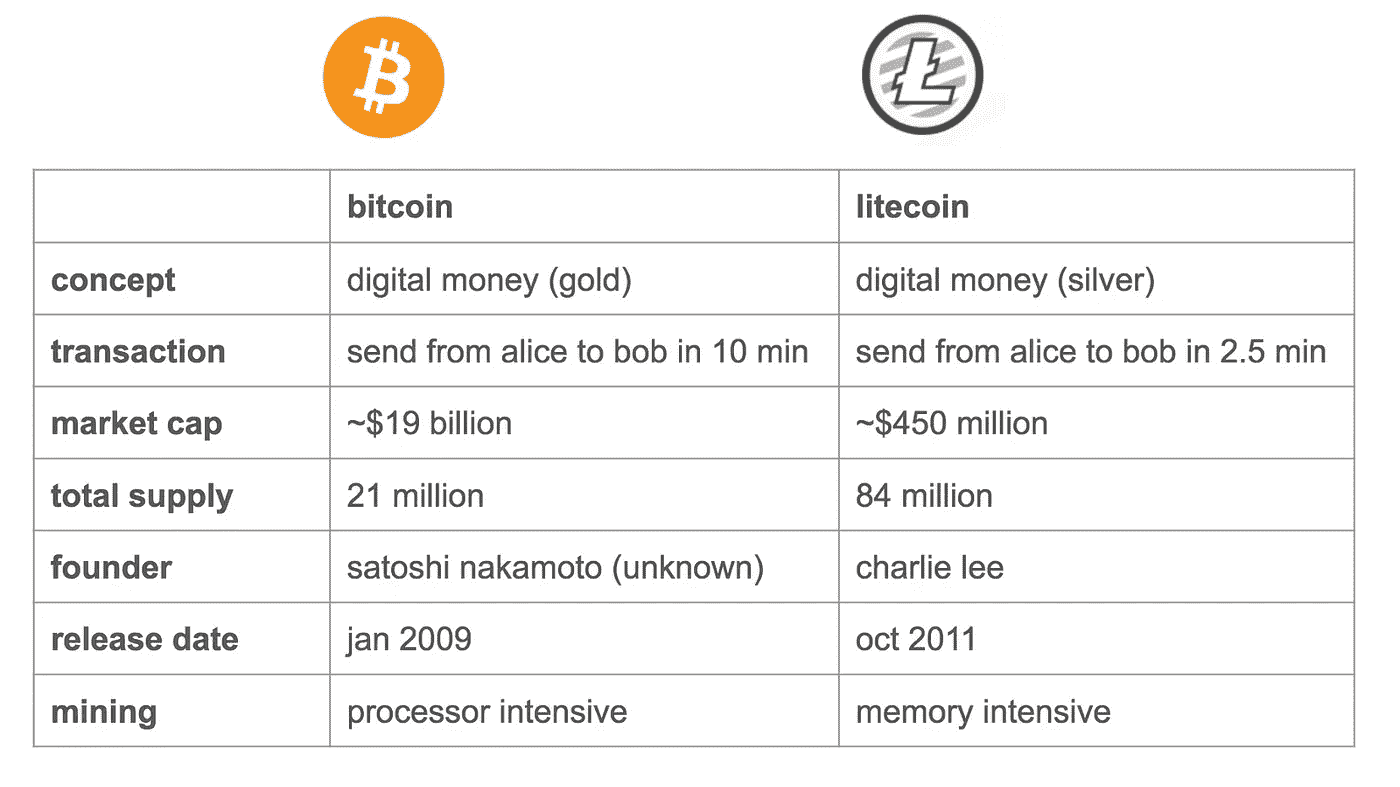 bitcoin litecoin
concept digital money (gold) digital money (silver)
transaction send from alice to bob in 10 min send from alice to bob in 2.5 min
market cap ~$19 billion ~$450 million
total supply 21 million 84 million
founder satoshi nakamoto (unknown) charlie lee
release date jan 2009 oct 2011
mining processor intensive memory intensive